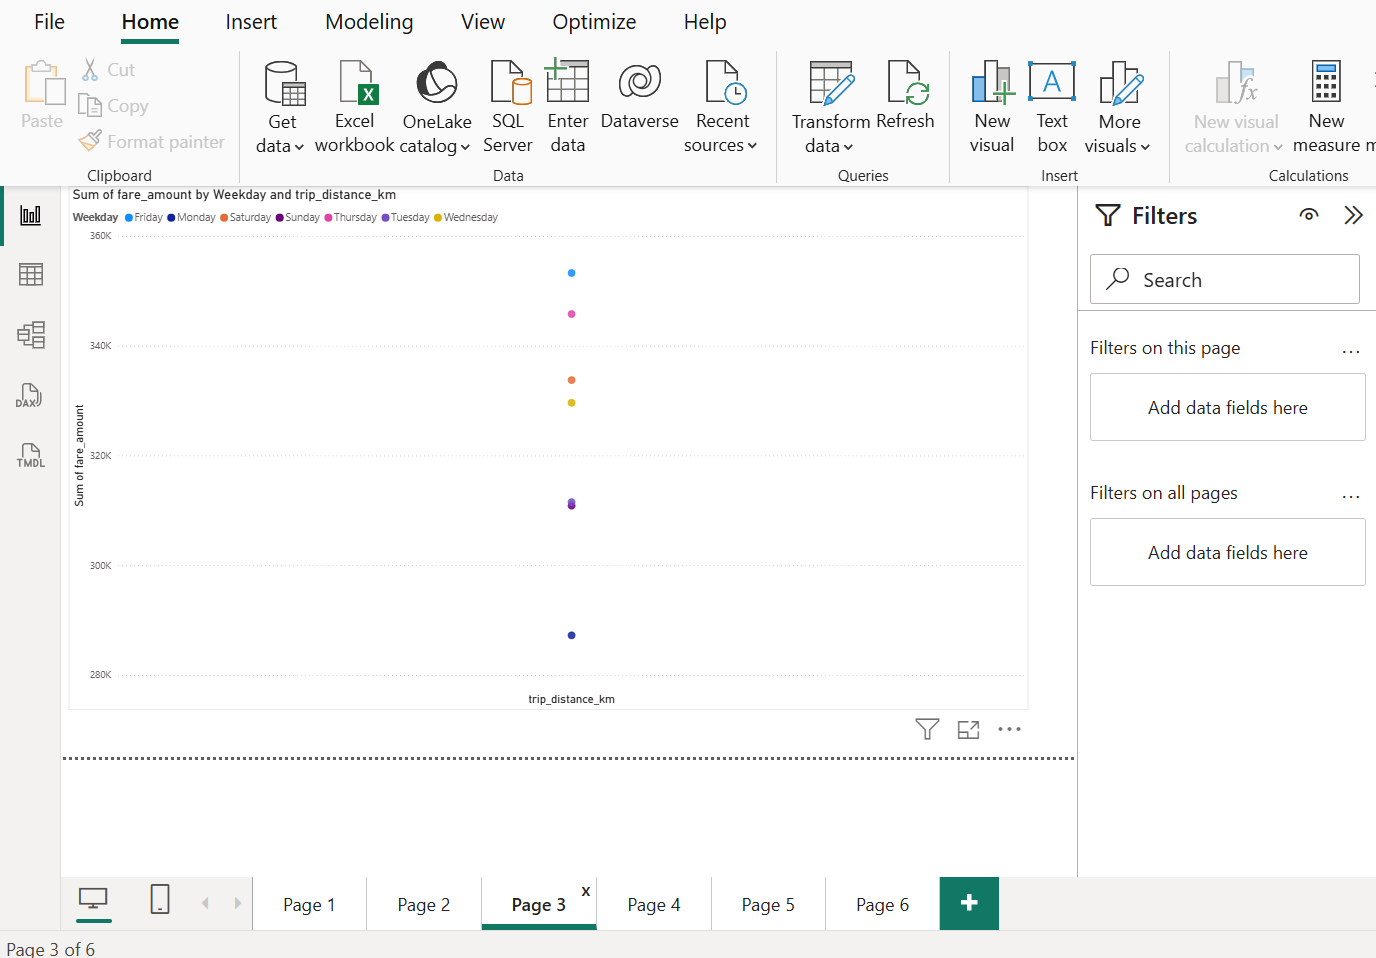 File Home Insert Modeling View Optimize Help
Paste
Cut
Copy
Format painter
Clipboard
Get data
Excel workbook
OneLake catalog
SQL Server
Enter data
Dataverse
Recent sources
Data
Transform data
Refresh
Queries
New visual
Text box
More visuals
Insert
New visual calculation
New measure m
Calculations
DAX
TMDL
Sum of fare_amount by Weekday and trip_distance_km
Weekday Friday Monday Saturday Sunday Thursday Tuesday Wednesday
360K
340K
320K
300K
280K
Sum of fare_amount
trip_distance_km
Filters
Search
Filters on this page ...
Add data fields here
Filters on all pages ...
Add data fields here
Page 1 Page 2 Page 3 x Page 4 Page 5 Page 6 +
Page 3 of 6